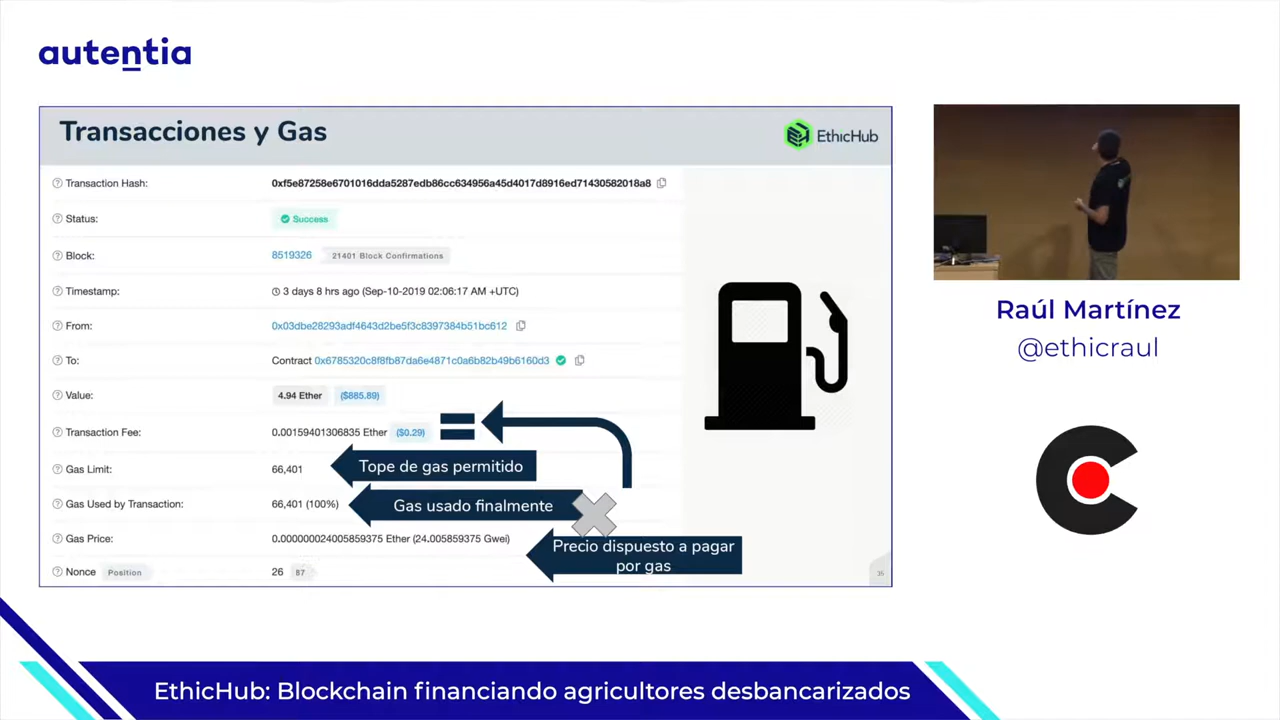 autentia
Transacciones y Gas
EthicHub
Transaction Hash:
0xf5e87258e6701016dda5287edb86cc634956a45d4017d8916ed71430582018a8
Status:
Success
Block:
8519326
21401 Block Confirmations
Timestamp:
3 days 8 hrs ago (Sep-10-2019 02:06:17 AM +UTC)
From:
0x03dbe28293adf4643d2be5f3c8397384b51bc612
To:
Contract 0x6785320c8f8fb87da6e4871c0a6b82b49b6160d3
Value:
4.94 Ether
($885.89)
Transaction Fee:
0.00159401306835 Ether ($0.29)
Gas Limit:
66,401
Tope de gas permitido
Gas Used by Transaction:
66,401 (100%)
Gas usado finalmente
Gas Price:
0.000000024005859375 Ether (24.005859375 Gwei)
Precio dispuesto a pagar
por gas
Nonce
Position
26
87
35
Raúl Martínez
@ethicraul
EthicHub: Blockchain financiando agricultores desbancarizados